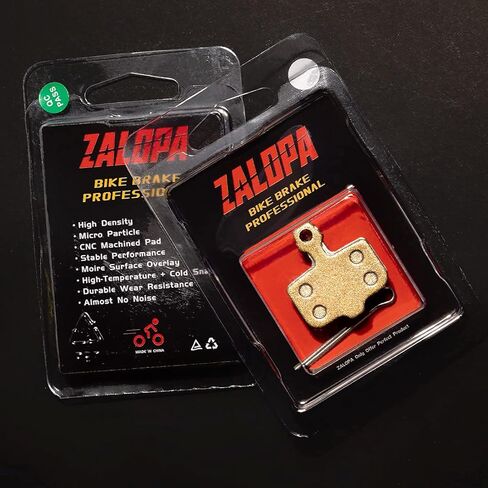 QC
PASS
ZALOPA
BIKE BRAKE
PROFESSIONAL
• High Density
• Micro Particle
• CNC Machined Pad
• Stable Performance
• Moire Surface Overlay
• High-Temperature + Cold Sna
• Durable Wear Resistance
• Almost No Noise
MADE IN CHINA
ZALOPA
BIKE BRAKE
PROFESSIONAL
ZALOPA Only Offer Perfect Product